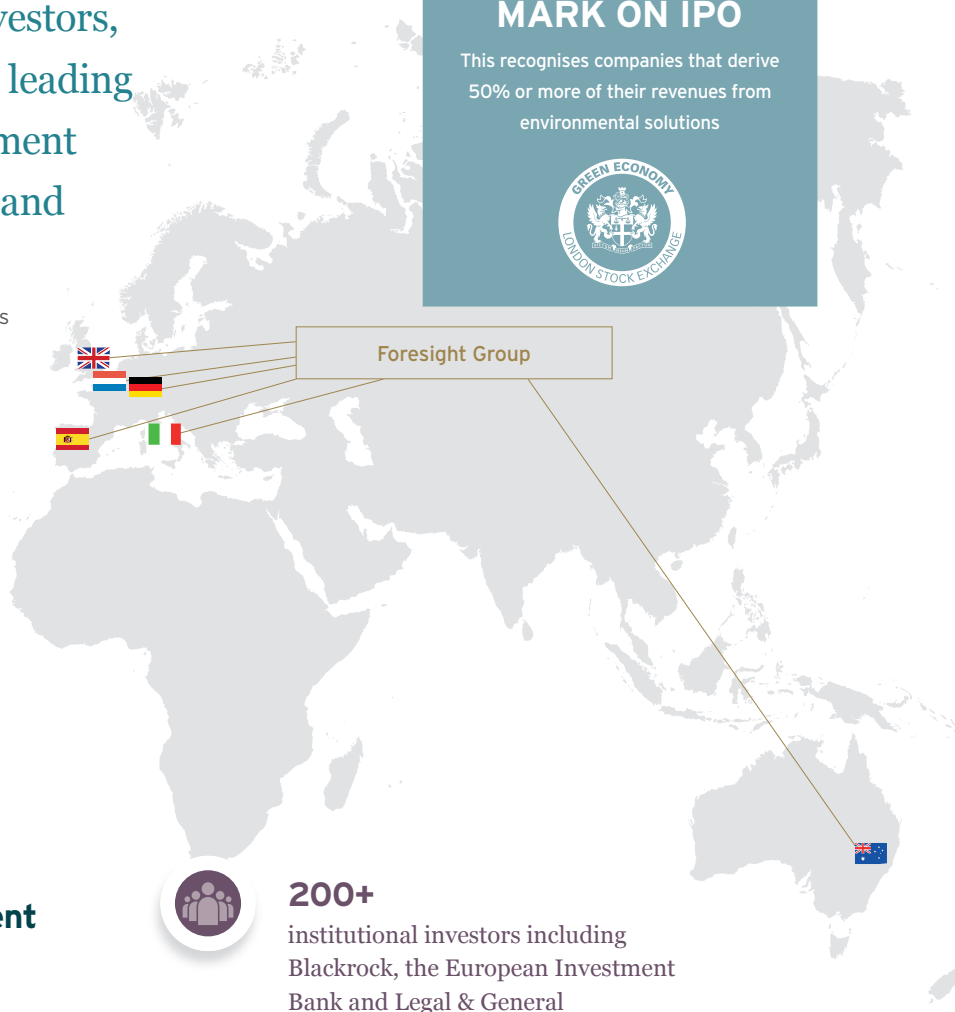 vestors,
leading
ment
and
s
MARK ON IPO
This recognises companies that derive
50% or more of their revenues from
environmental solutions
GREEN ECONOMY
LONDON STOCK EXCHANGE
Foresight Group
ent
200+
institutional investors including
Blackrock, the European Investment
Bank and Legal & General